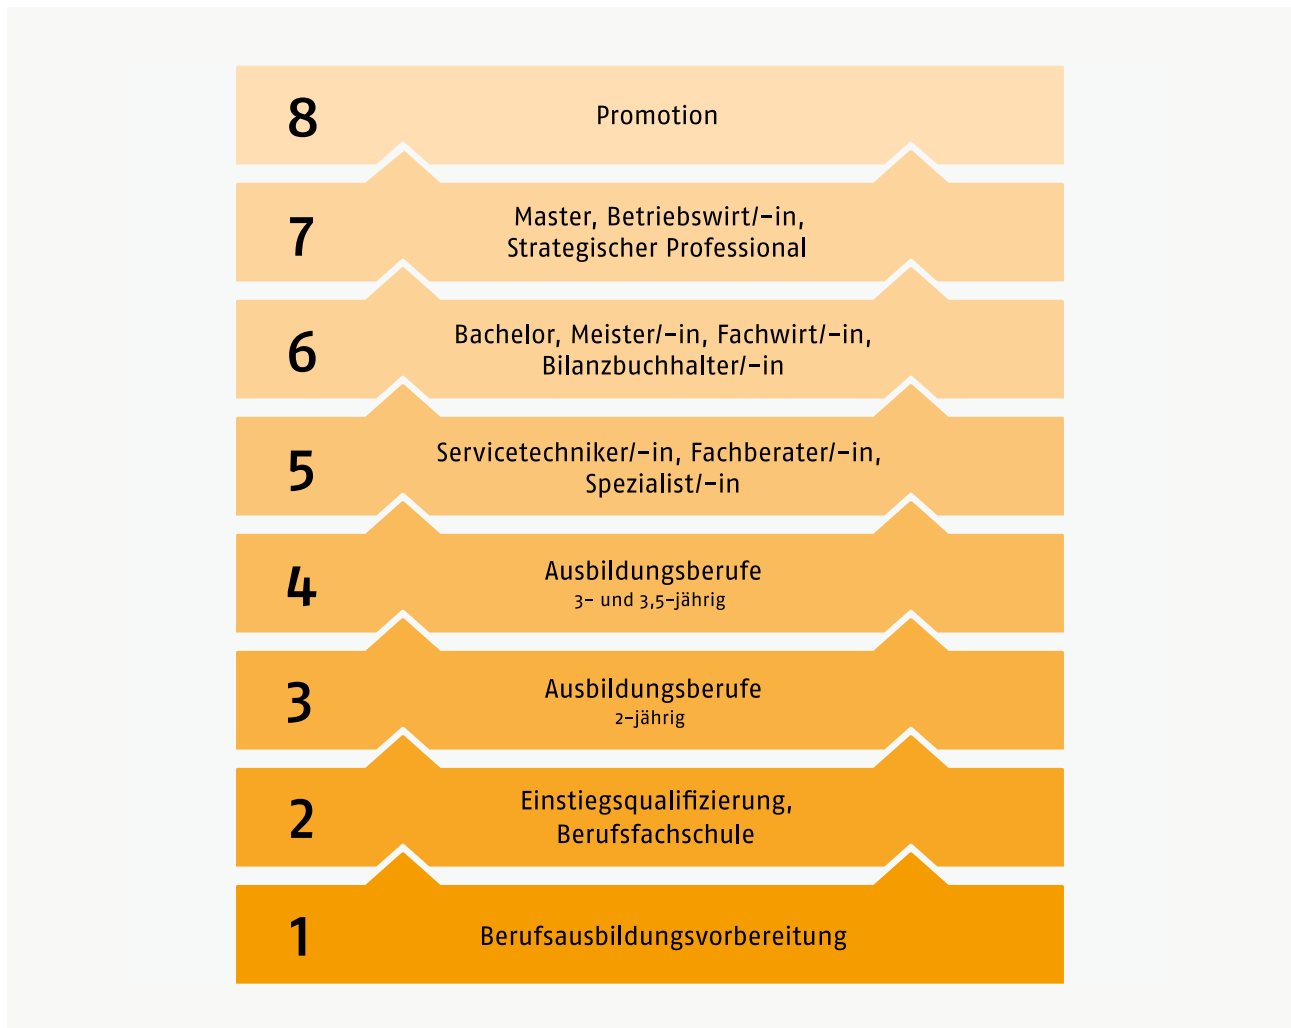 8
Promotion
7
Master, Betriebswirt/-in,
Strategischer Professional
6
Bachelor, Meister/-in, Fachwirt/-in,
Bilanzbuchhalter/-in
5
Servicetechniker/-in, Fachberater/-in,
Spezialist/-in
4
Ausbildungsberufe
3- und 3,5-jährig
3
Ausbildungsberufe
2-jährig
2
Einstiegsqualifizierung,
Berufsfachschule
1
Berufsausbildungsvorbereitung